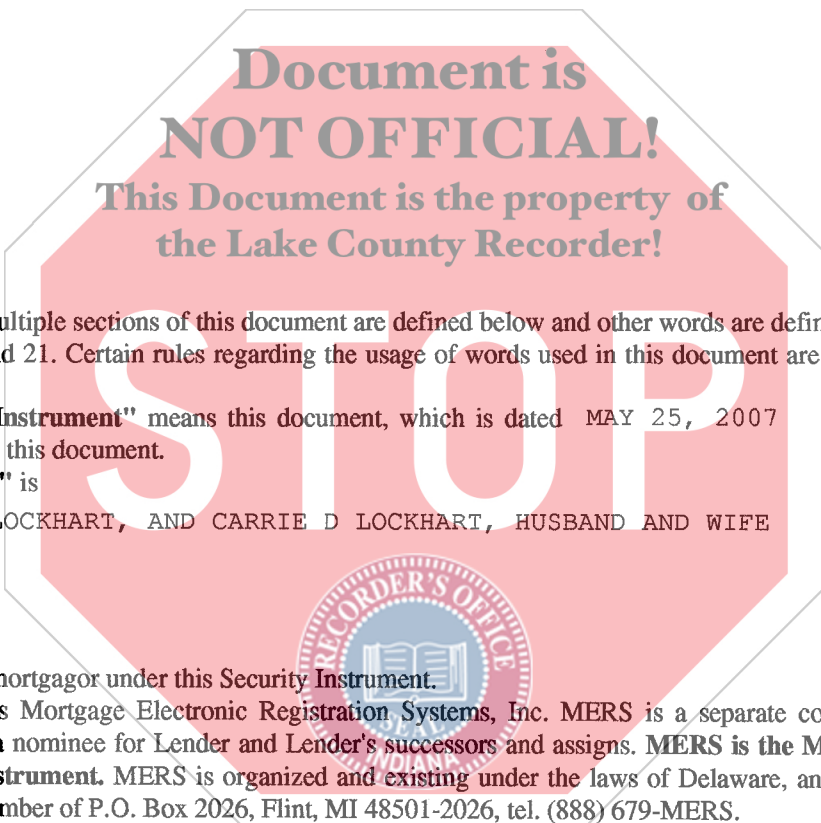 Document is
NOT OFFICIAL!
This Document is the property of
the Lake County Recorder!
STOP
ultiple sections of this document are defined below and other words are defin
d 21. Certain rules regarding the usage of words used in this document are
Instrument" means this document, which is dated MAY 25, 2007
this document.
" is
LOCKHART, AND CARRIE D LOCKHART, HUSBAND AND WIFE
RECORDER'S OFFICE
SEAL
INDIANA
mortgagor under this Security Instrument.
s Mortgage Electronic Registration Systems, Inc. MERS is a separate co
nominee for Lender and Lender's successors and assigns. MERS is the M
strument. MERS is organized and existing under the laws of Delaware, an
mber of P.O. Box 2026, Flint, MI 48501-2026, tel. (888) 679-MERS.